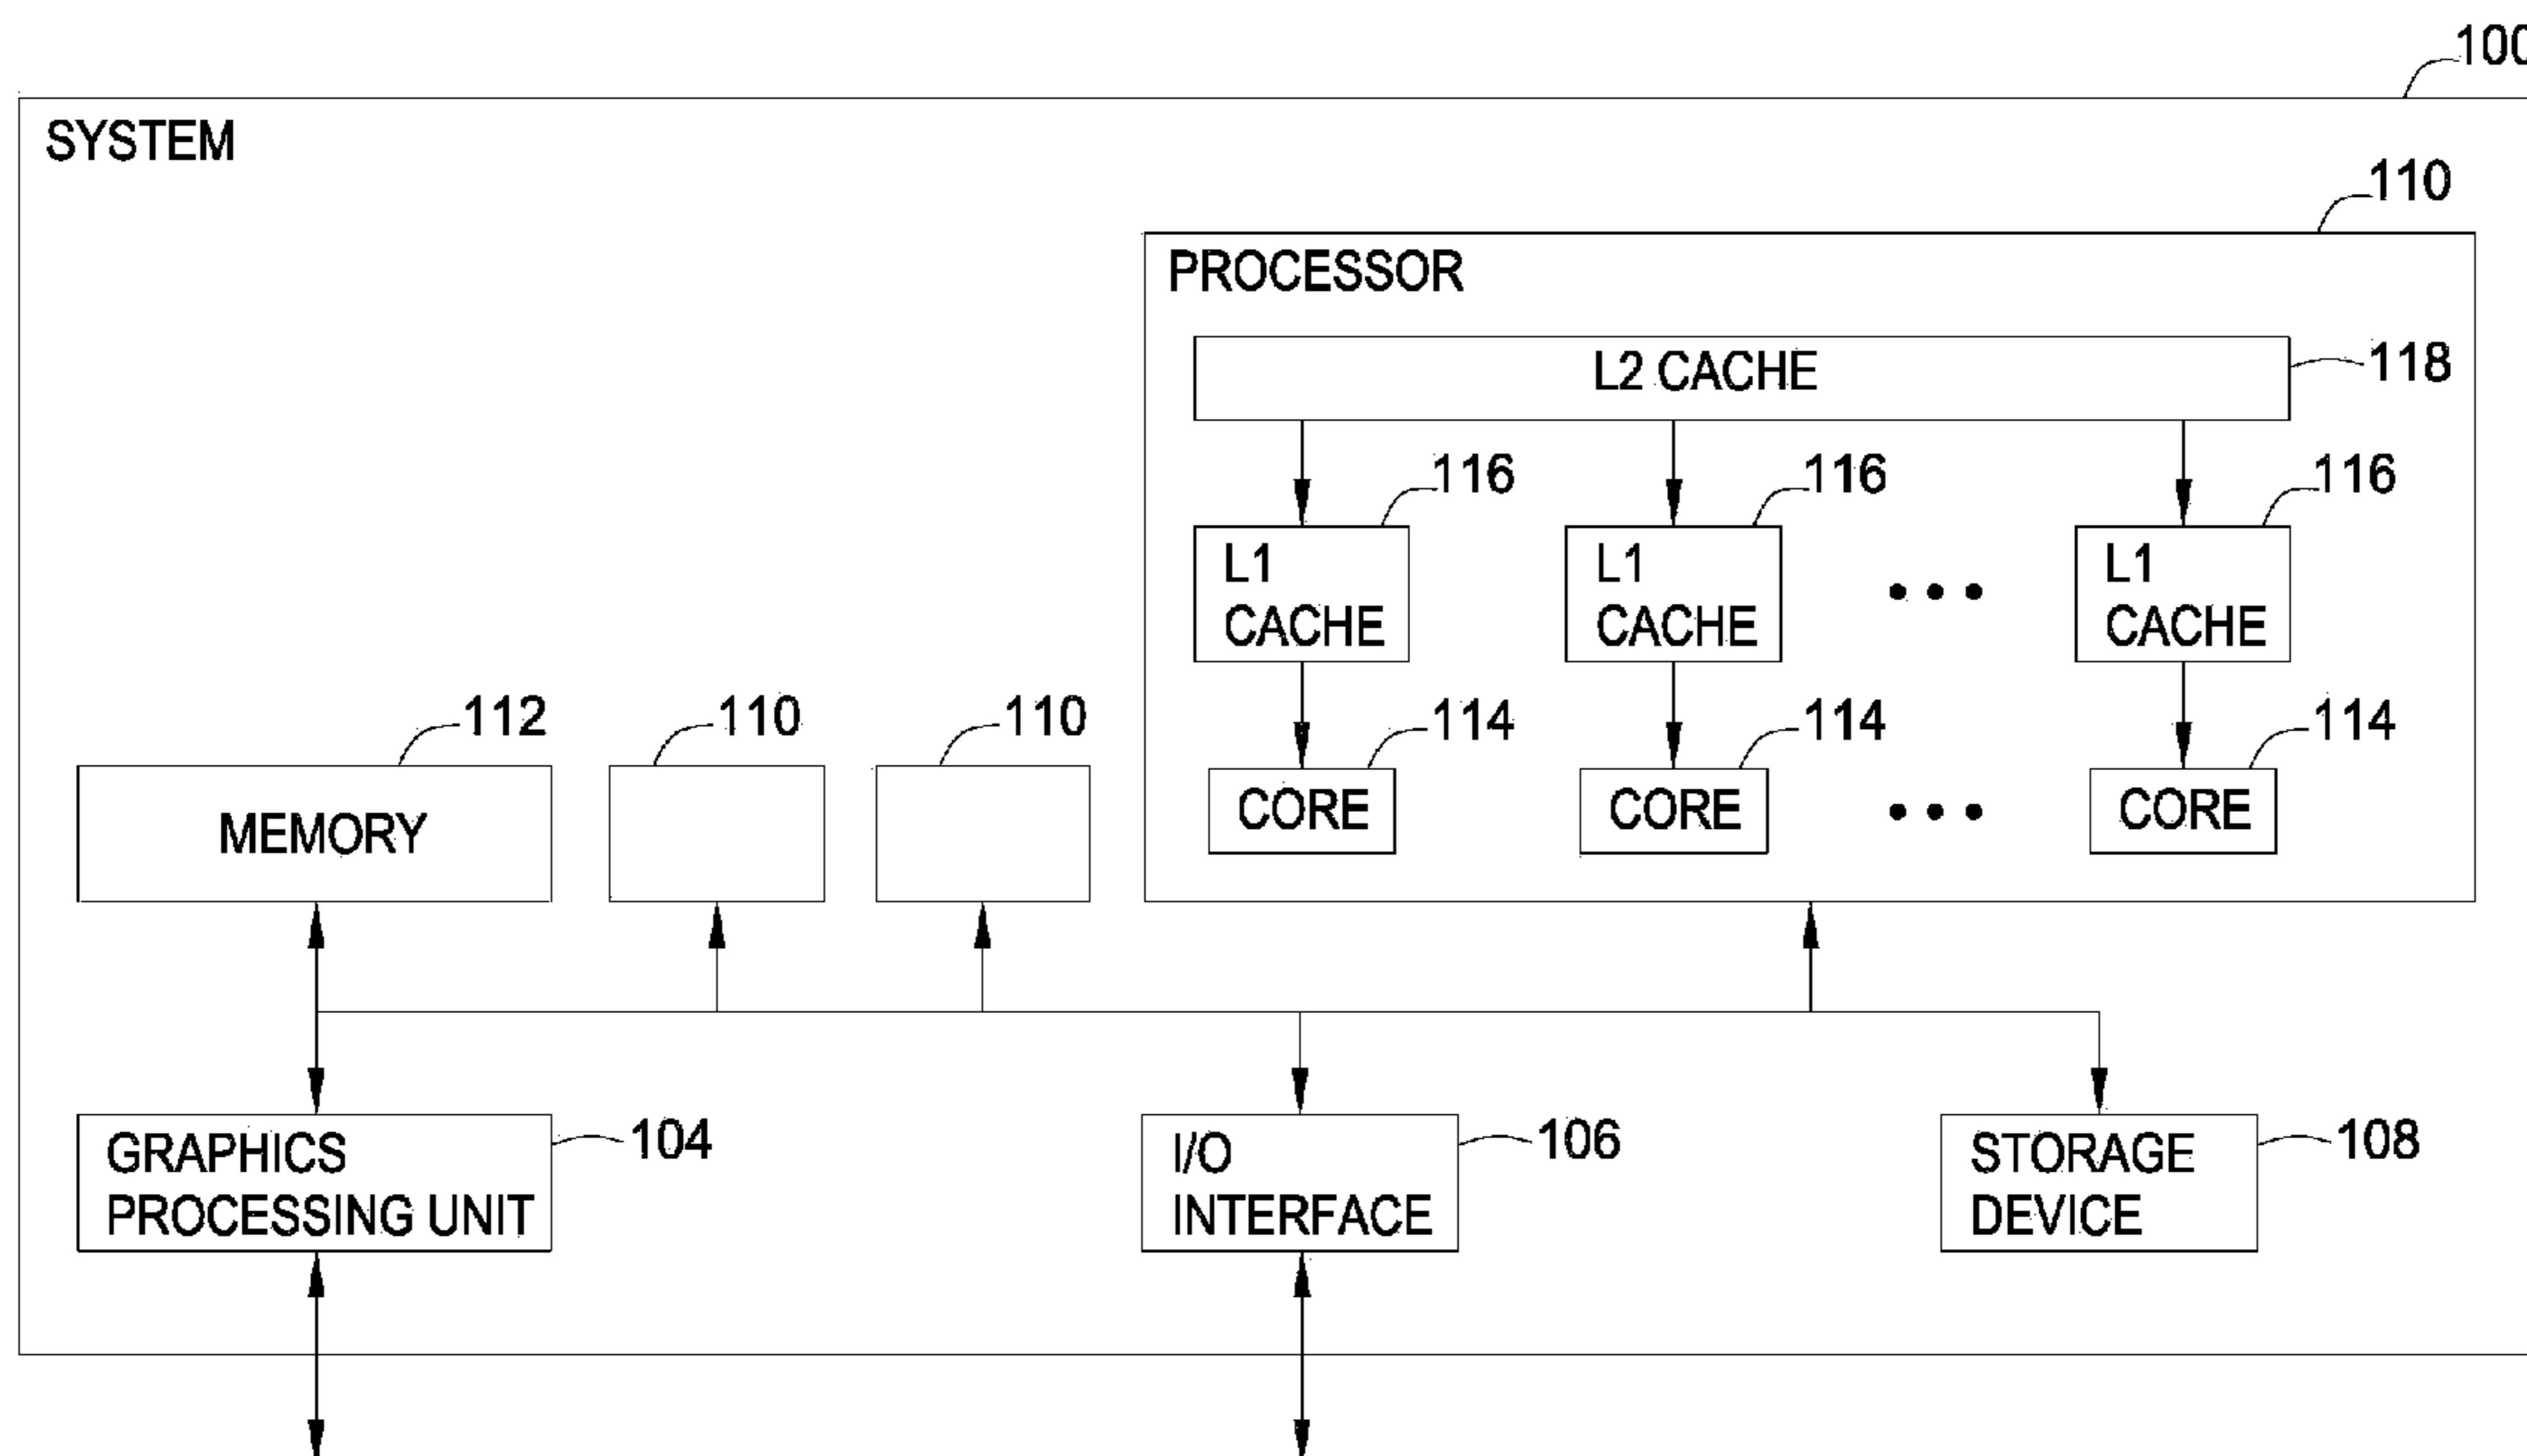 100
SYSTEM
110
PROCESSOR
L2 CACHE
118
116
116
116
L1
CACHE
L1
CACHE
L1
CACHE
112
110
110
114
114
114
MEMORY
CORE
CORE
CORE
GRAPHICS
PROCESSING UNIT
104
I/O
INTERFACE
106
STORAGE
DEVICE
108